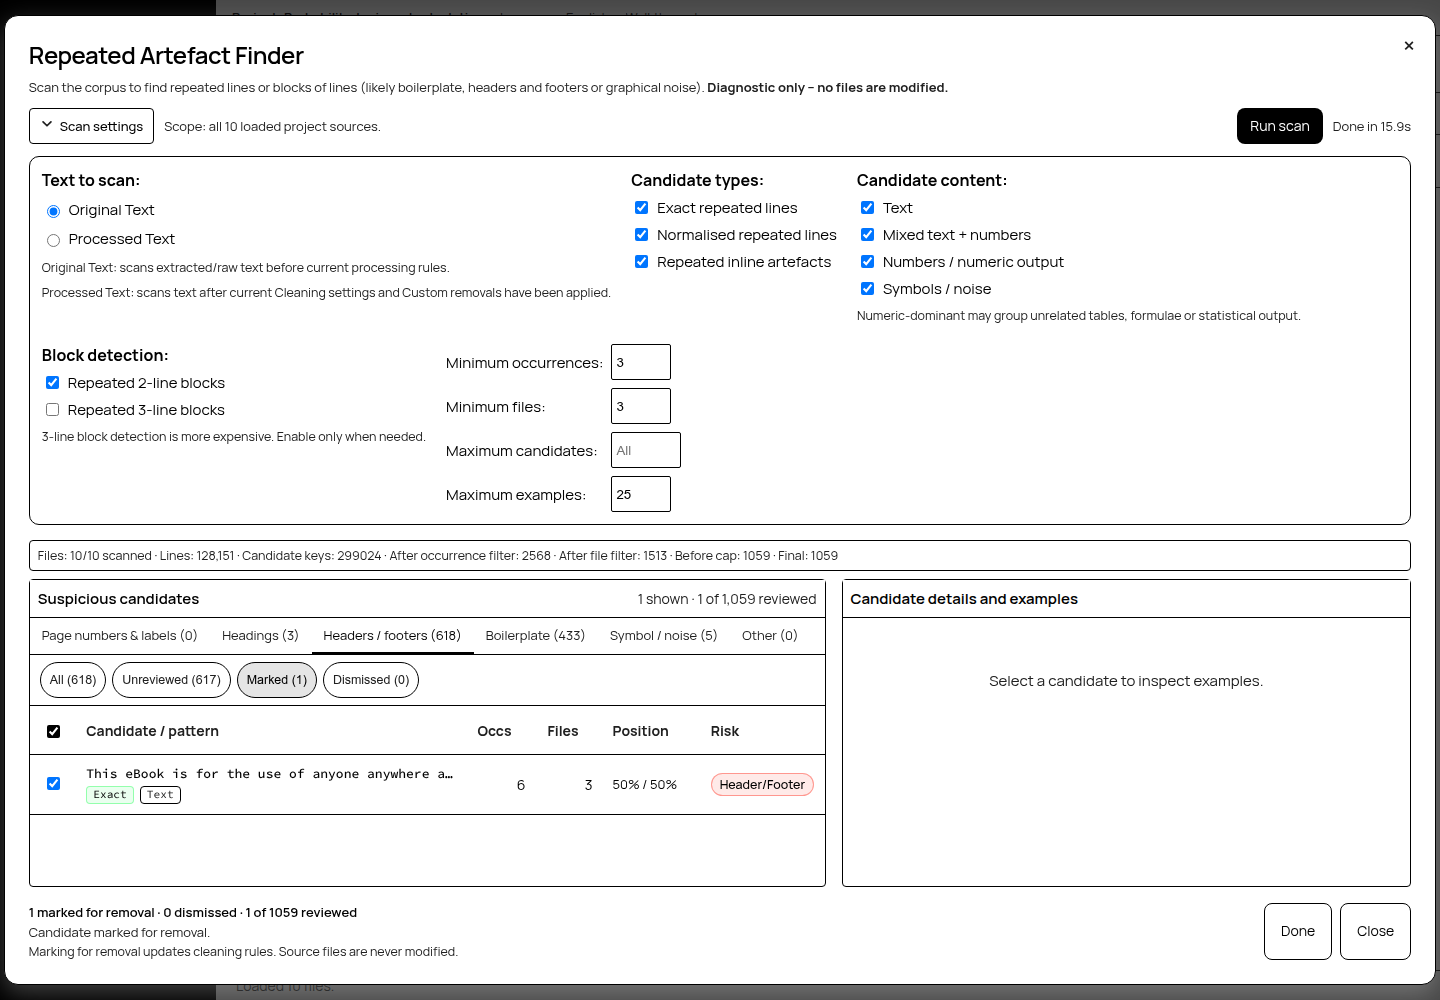 Repeated Artefact Finder
×
Scan the corpus to find repeated lines or blocks of lines (likely boilerplate, headers and footers or graphical noise). Diagnostic only – no files are modified.
Scan settings
Scope: all 10 loaded project sources.
Run scan
Done in 15.9s
Text to scan:
Original Text
Processed Text
Original Text: scans extracted/raw text before current processing rules.
Processed Text: scans text after current Cleaning settings and Custom removals have been applied.
Candidate types:
Exact repeated lines
Normalised repeated lines
Repeated inline artefacts
Candidate content:
Text
Mixed text + numbers
Numbers / numeric output
Symbols / noise
Numeric-dominant may group unrelated tables, formulae or statistical output.
Block detection:
Repeated 2-line blocks
Repeated 3-line blocks
3-line block detection is more expensive. Enable only when needed.
Minimum occurrences: 3
Minimum files: 3
Maximum candidates: All
Maximum examples: 25
Files: 10/10 scanned · Lines: 128,151 · Candidate keys: 299024 · After occurrence filter: 2568 · After file filter: 1513 · Before cap: 1059 · Final: 1059
Suspicious candidates
1 shown · 1 of 1,059 reviewed
Page numbers & labels (0) Headings (3) Headers / footers (618) Boilerplate (433) Symbol / noise (5) Other (0)
All (618) Unreviewed (617) Marked (1) Dismissed (0)
Candidate / pattern Occs Files Position Risk
This eBook is for the use of anyone anywhere a…
6 3 50% / 50% Header/Footer
Exact Text
Candidate details and examples
Select a candidate to inspect examples.
1 marked for removal · 0 dismissed · 1 of 1059 reviewed
Candidate marked for removal.
Marking for removal updates cleaning rules. Source files are never modified.
Done
Close
Loaded 10 files.